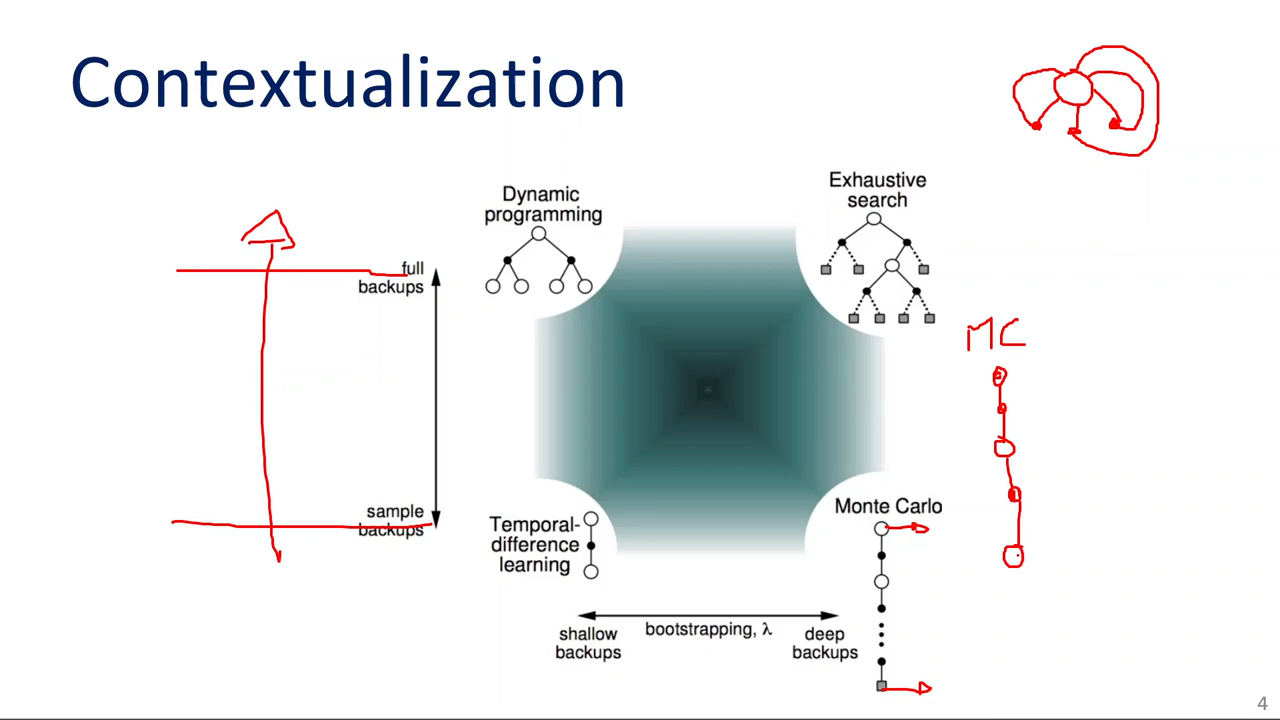 Contextualization
Dynamic
programming
Exhaustive
search
full
backups
MC
sample
backups
Temporal-
difference
learning
Monte Carlo
shallow
backups
bootstrapping, λ
deep
backups
4